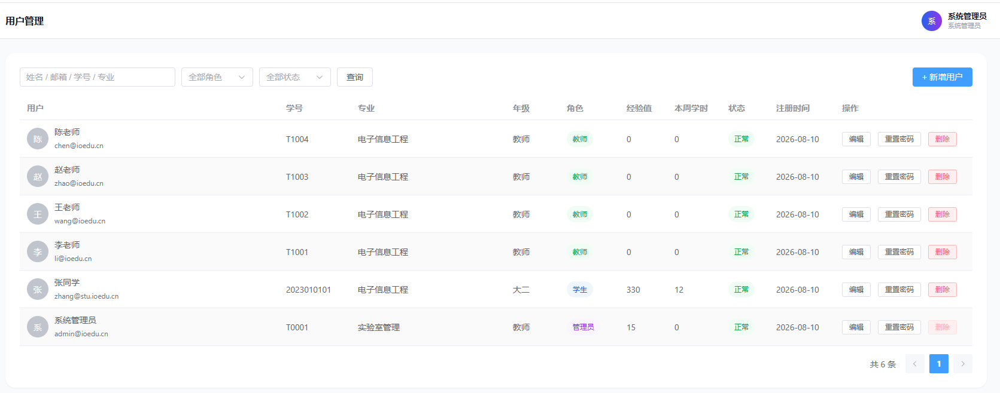 用户管理
系 系统管理员
系统管理员
姓名 / 邮箱 / 学号 / 专业 全部角色 全部状态 查询 + 新增用户
用户 学号 专业 年级 角色 经验值 本周学时 状态 注册时间 操作
陈 陈老师
chen@ioedu.cn T1004 电子信息工程 教师 教师 0 0 正常 2026-08-10 编辑 重置密码 删除
赵 赵老师
zhao@ioedu.cn T1003 电子信息工程 教师 教师 0 0 正常 2026-08-10 编辑 重置密码 删除
王 王老师
wang@ioedu.cn T1002 电子信息工程 教师 教师 0 0 正常 2026-08-10 编辑 重置密码 删除
李 李老师
li@ioedu.cn T1001 电子信息工程 教师 教师 0 0 正常 2026-08-10 编辑 重置密码 删除
张 张同学
zhang@stu.ioedu.cn 2023010101 电子信息工程 大二 学生 330 12 正常 2026-08-10 编辑 重置密码 删除
系 系统管理员
admin@ioedu.cn T0001 实验室管理 教师 管理员 15 0 正常 2026-08-10 编辑 重置密码 删除
共 6 条 1